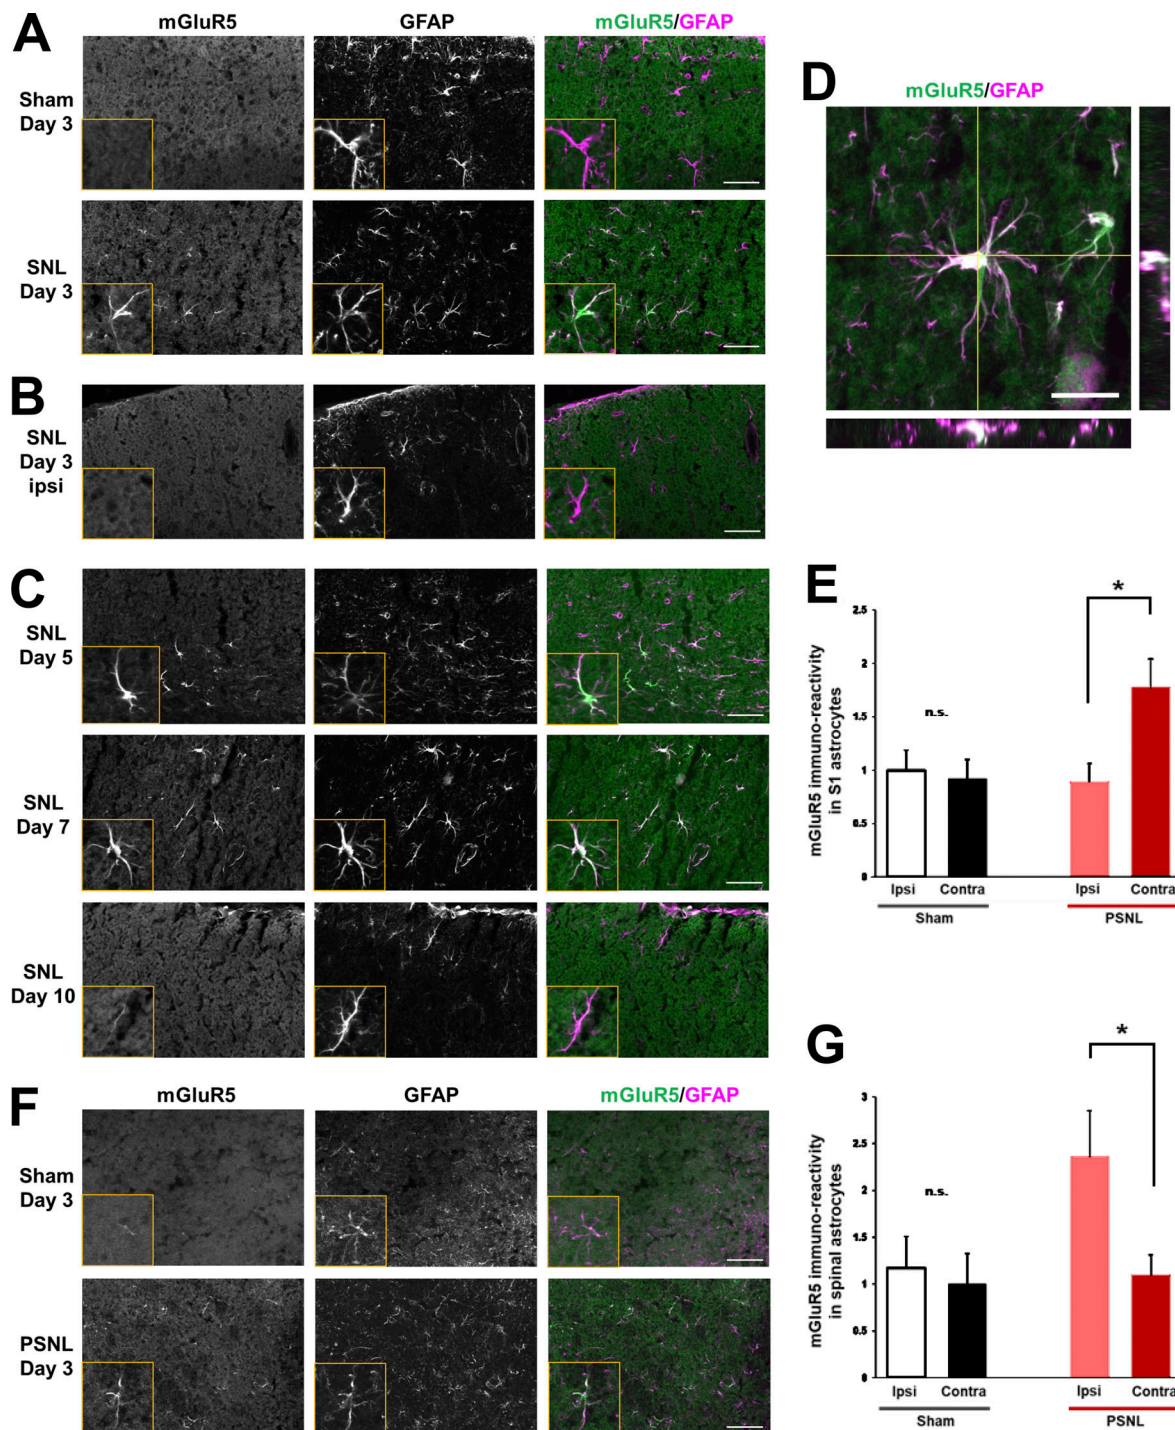 A
mGluR5
GFAP
mGluR5/GFAP
Sham
Day 3
SNL
Day 3
B
SNL
Day 3
ipsi
C
SNL
Day 5
SNL
Day 7
SNL
Day 10
D
mGluR5/GFAP
E
mGluR5 immuno-reactivity
in S1 astrocytes
2.5
2
1.5
1
0.5
0
n.s.
*
Ipsi
Contra
Ipsi
Contra
Sham
PSNL
F
mGluR5
GFAP
mGluR5/GFAP
Sham
Day 3
PSNL
Day 3
G
mGluR5 immuno-reactivity
in spinal astrocytes
3
2.5
2
1.5
1
0.5
0
n.s.
*
Ipsi
Contra
Ipsi
Contra
Sham
PSNL